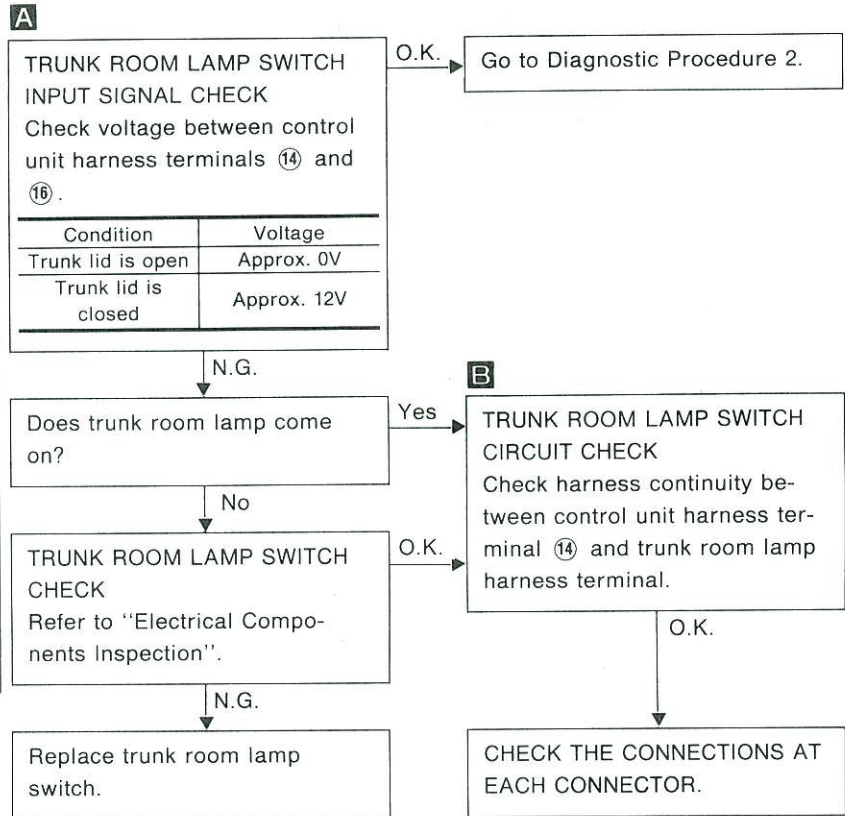 A
TRUNK ROOM LAMP SWITCH
INPUT SIGNAL CHECK
Check voltage between control
unit harness terminals ⑭ and
⑯ .
Condition Voltage
Trunk lid is open Approx. 0V
Trunk lid is
closed
Approx. 12V
O.K.
Go to Diagnostic Procedure 2.
N.G.
Does trunk room lamp come
on?
Yes
No
TRUNK ROOM LAMP SWITCH
CHECK
Refer to “Electrical Compo-
nents Inspection”.
O.K.
N.G.
Replace trunk room lamp
switch.
B
TRUNK ROOM LAMP SWITCH
CIRCUIT CHECK
Check harness continuity be-
tween control unit harness ter-
minal ⑭ and trunk room lamp
harness terminal.
O.K.
CHECK THE CONNECTIONS AT
EACH CONNECTOR.